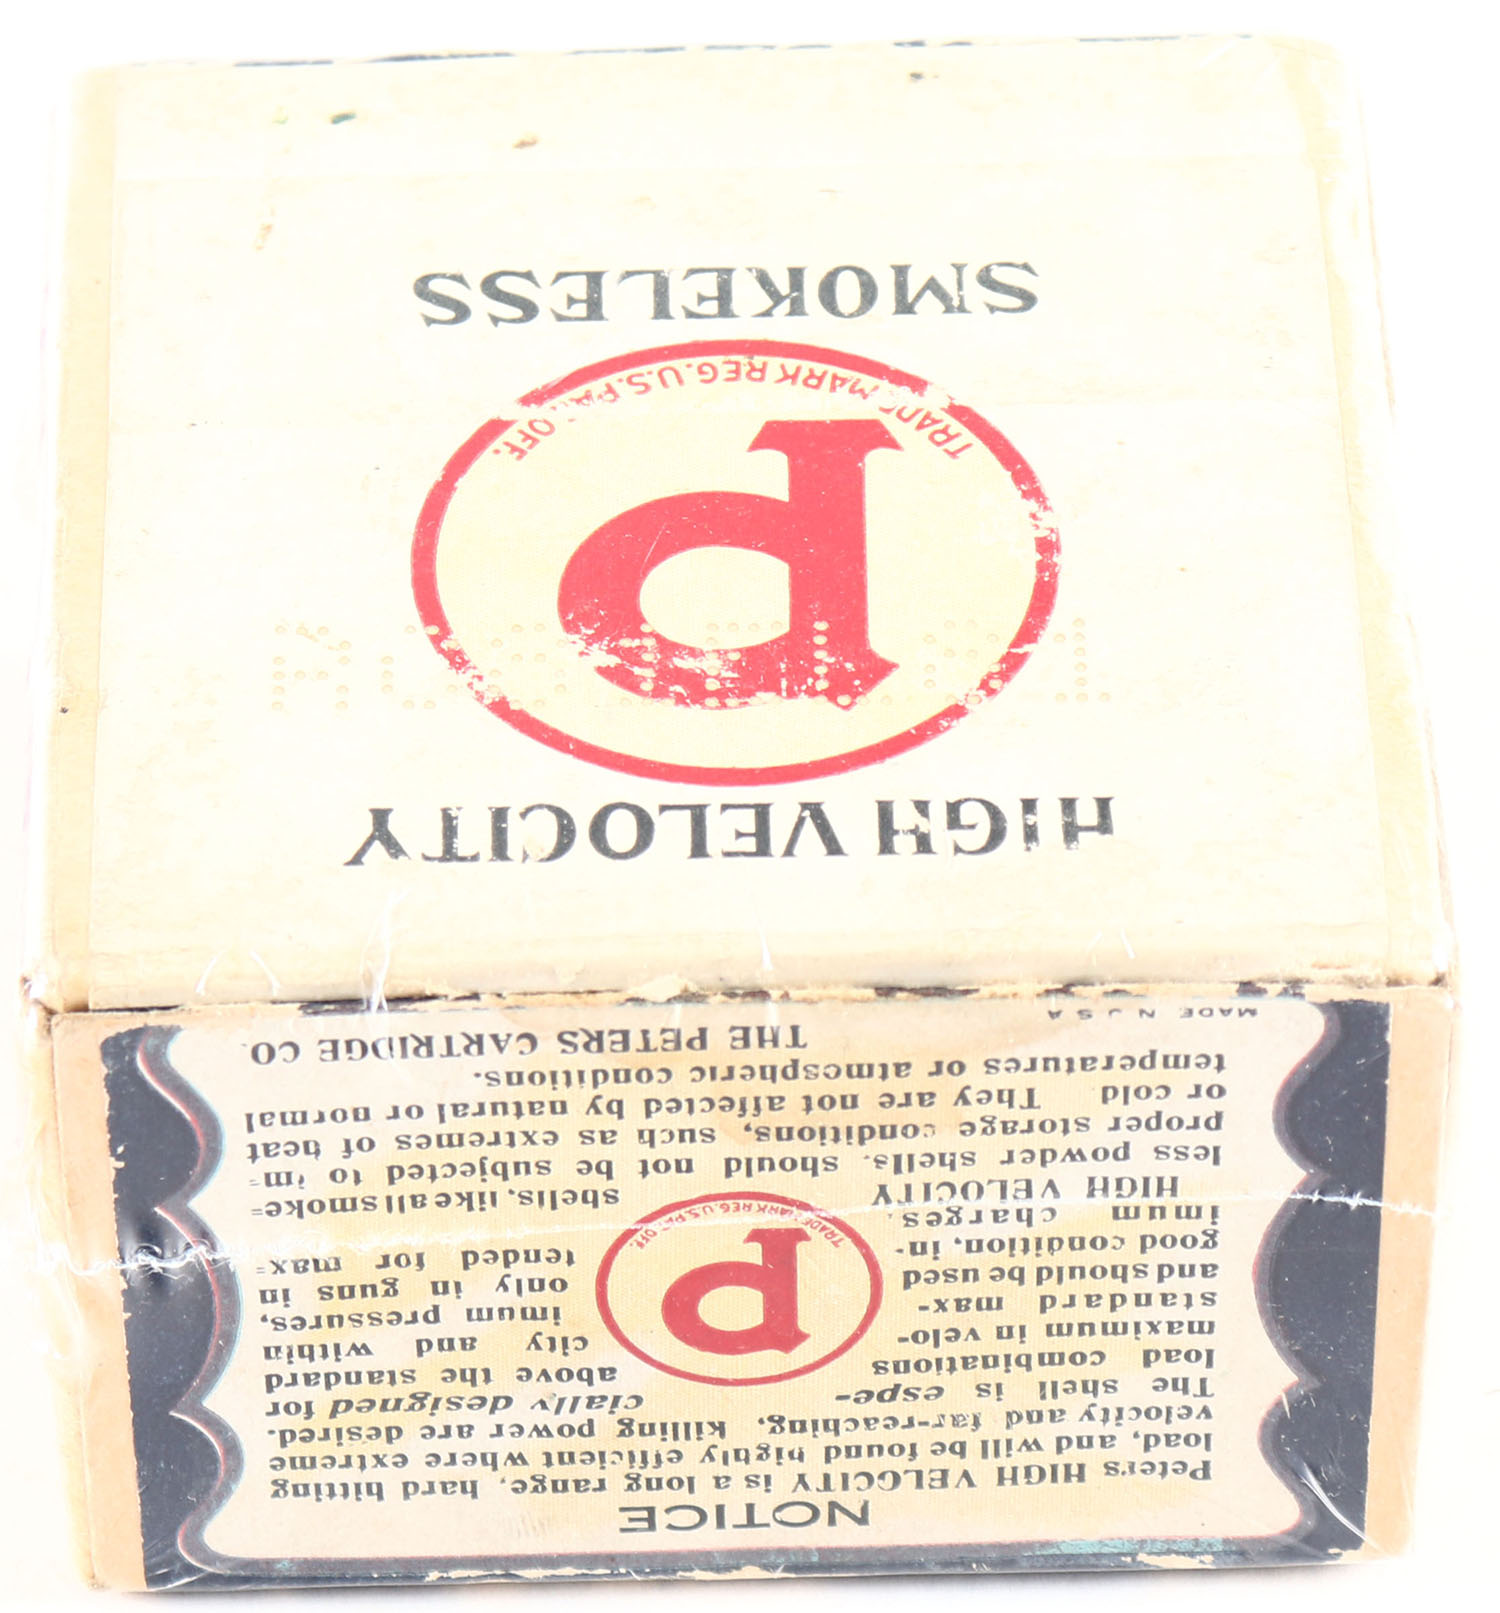 NOTICE
Peters HIGH VELOCITY is a long range, hard hitting
load, and will be found highly efficient where extreme
velocity and far-reaching, killing power are desired.
The shell is espe- cially designed for
load combinations above the standard
maximum in velo- city and within
standard max- imum pressures,
and should be used only in guns in
good condition, in- tended for max=
imum charges.
P
TRADE MARK REG.U.S.PAT.OFF.
HIGH VELOCITY shells, like all smoke=
less powder shells, should not be subjected to im=
proper storage conditions, such as extremes of heat
or cold They are not affected by natural or normal
temperatures or atmospheric conditions.
THE PETERS CARTRIDGE CO.
MADE IN U S A
HIGH VELOCITY
P
TRADE MARK REG.U.S.PAT.OFF.
SMOKELESS